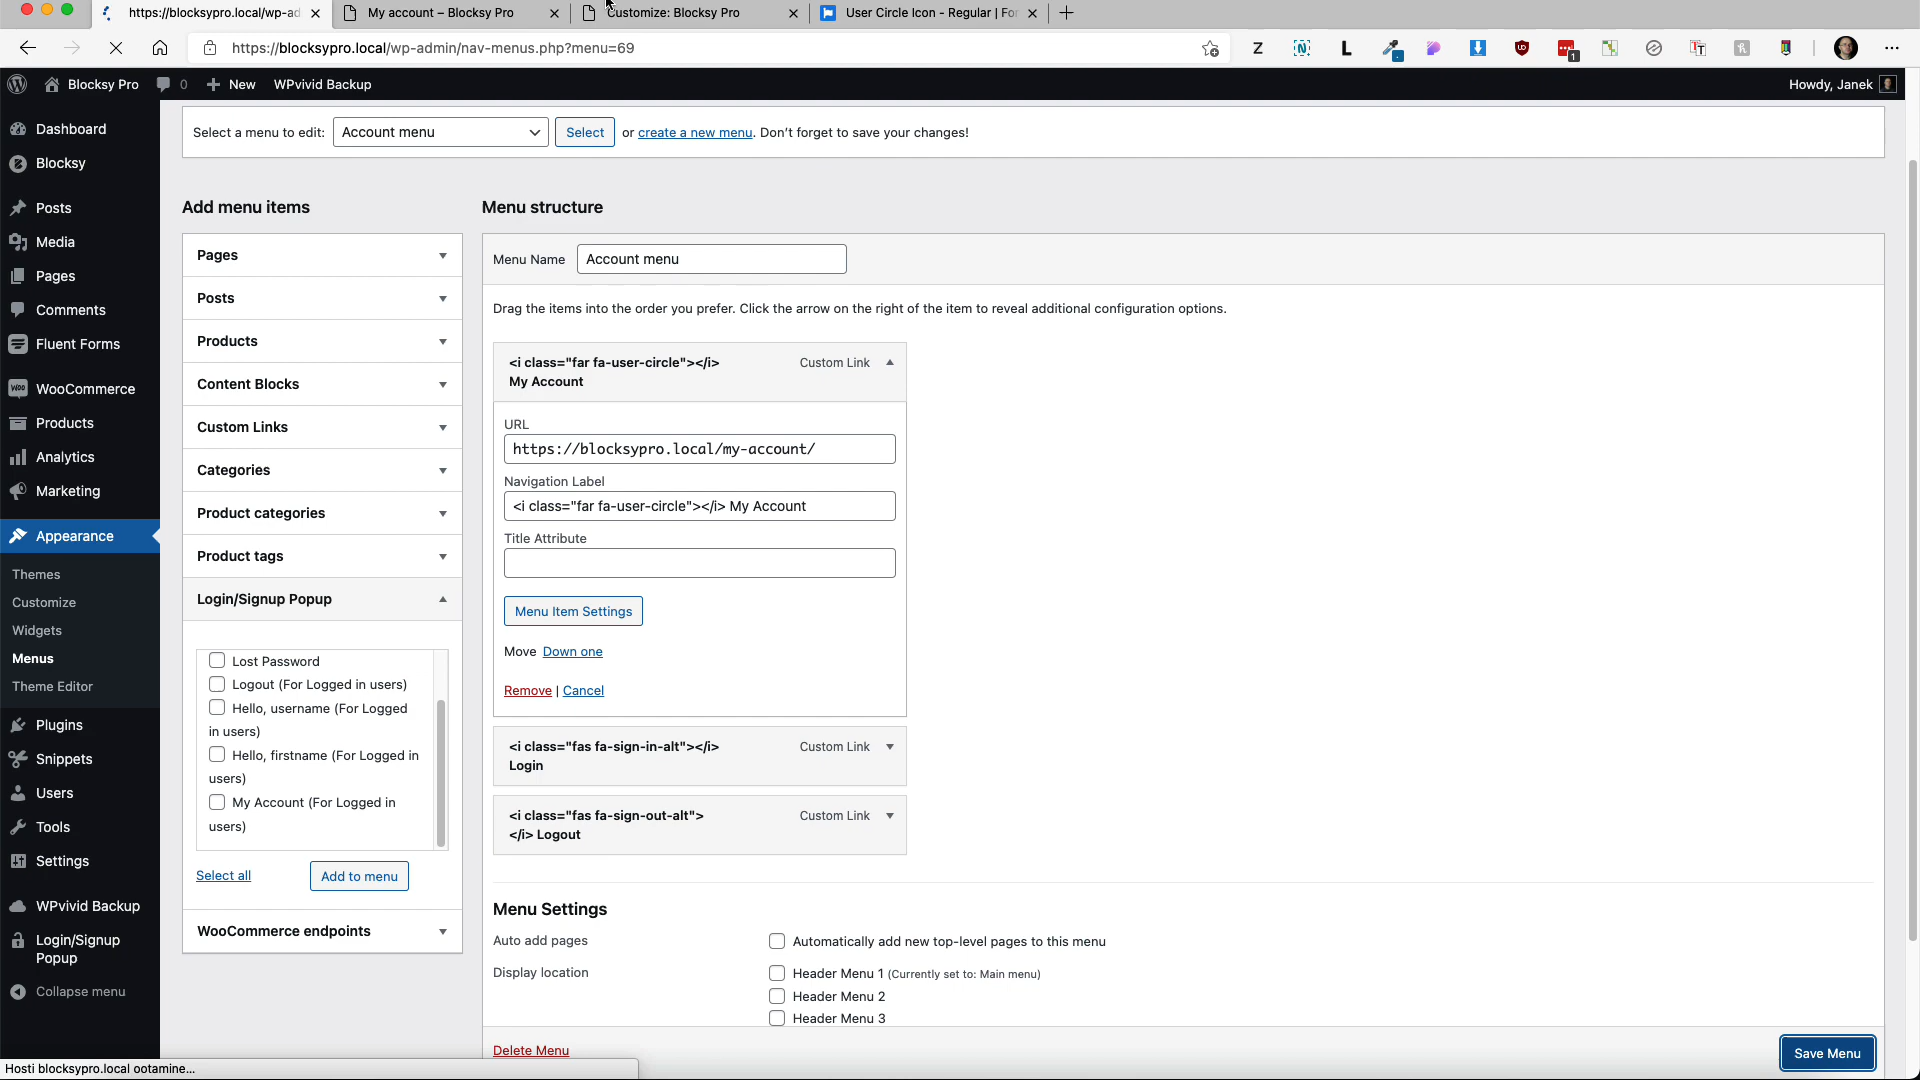 https://blocksypro.local/wp-ad
My account – Blocksy Pro
Customize: Blocksy Pro
User Circle Icon - Regular | Fo
https://blocksypro.local/wp-admin/nav-menus.php?menu=69
Blocksy Pro
0
New
WPvivid Backup
Howdy, Janek
Dashboard
Blocksy
Posts
Media
Pages
Comments
Fluent Forms
WooCommerce
Products
Analytics
Marketing
Appearance
Themes
Customize
Widgets
Menus
Theme Editor
Plugins
Snippets
Users
Tools
Settings
WPvivid Backup
Login/Signup
Popup
Collapse menu
Select a menu to edit:
Account menu
Select
or create a new menu. Don’t forget to save your changes!
Add menu items
Pages
Posts
Products
Content Blocks
Custom Links
Categories
Product categories
Product tags
Login/Signup Popup
Lost Password
Logout (For Logged in users)
Hello, username (For Logged
in users)
Hello, firstname (For Logged in
users)
My Account (For Logged in
users)
Select all
Add to menu
WooCommerce endpoints
Menu structure
Menu Name
Account menu
Drag the items into the order you prefer. Click the arrow on the right of the item to reveal additional configuration options.
<i class="far fa-user-circle"></i>
My Account
Custom Link
URL
https://blocksypro.local/my-account/
Navigation Label
<i class="far fa-user-circle"></i> My Account
Title Attribute
Menu Item Settings
Move Down one
Remove | Cancel
<i class="fas fa-sign-in-alt"></i>
Login
Custom Link
<i class="fas fa-sign-out-alt">
</i> Logout
Custom Link
Menu Settings
Auto add pages
Automatically add new top-level pages to this menu
Display location
Header Menu 1 (Currently set to: Main menu)
Header Menu 2
Header Menu 3
Delete Menu
Save Menu
Hosti blocksypro.local ootamine...